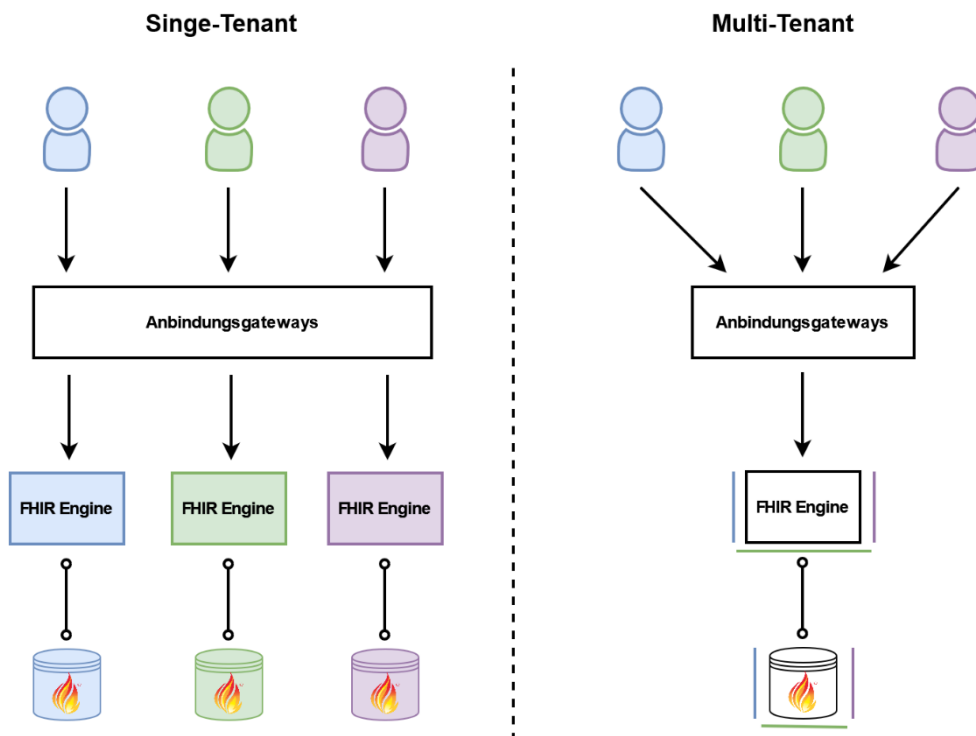 Singe-Tenant
Multi-Tenant
Anbindungsgateways
Anbindungsgateways
FHIR Engine
FHIR Engine
FHIR Engine
FHIR Engine